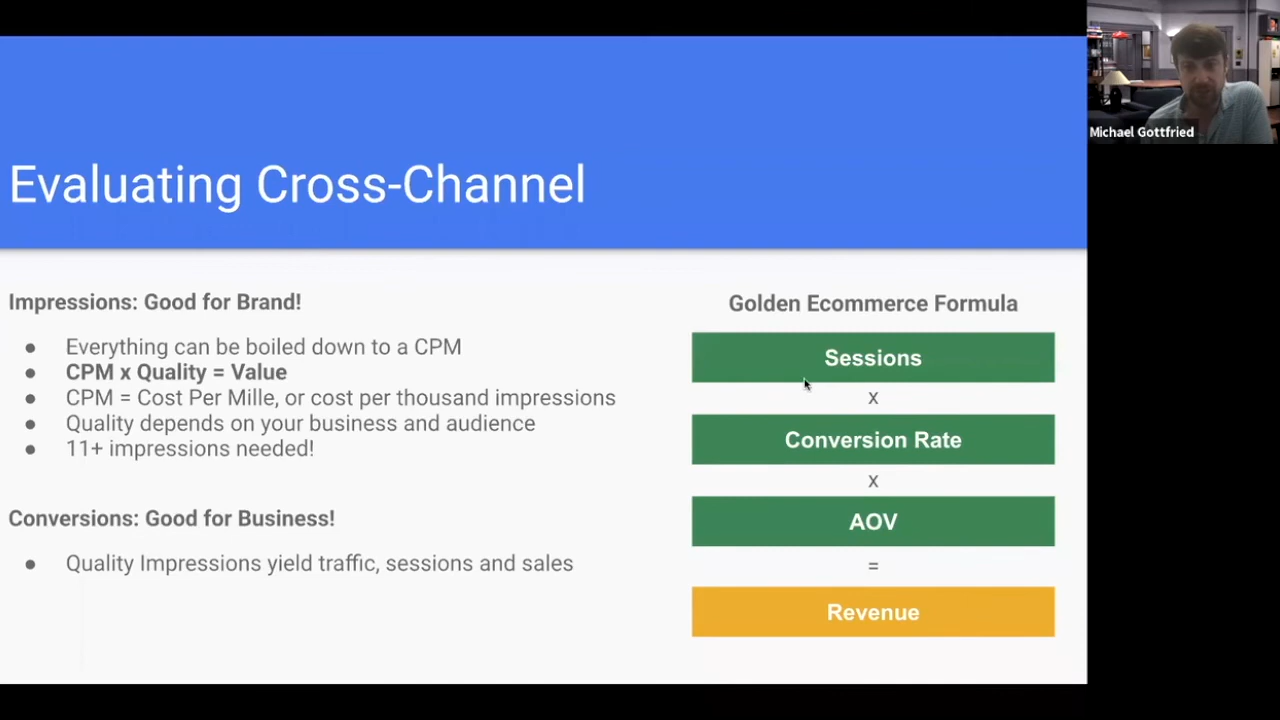 Evaluating Cross-Channel
Impressions: Good for Brand!
● Everything can be boiled down to a CPM
● CPM x Quality = Value
● CPM = Cost Per Mille, or cost per thousand impressions
● Quality depends on your business and audience
● 11+ impressions needed!
Conversions: Good for Business!
● Quality Impressions yield traffic, sessions and sales
Golden Ecommerce Formula
Sessions
x
Conversion Rate
x
AOV
=
Revenue
Michael Gottfried